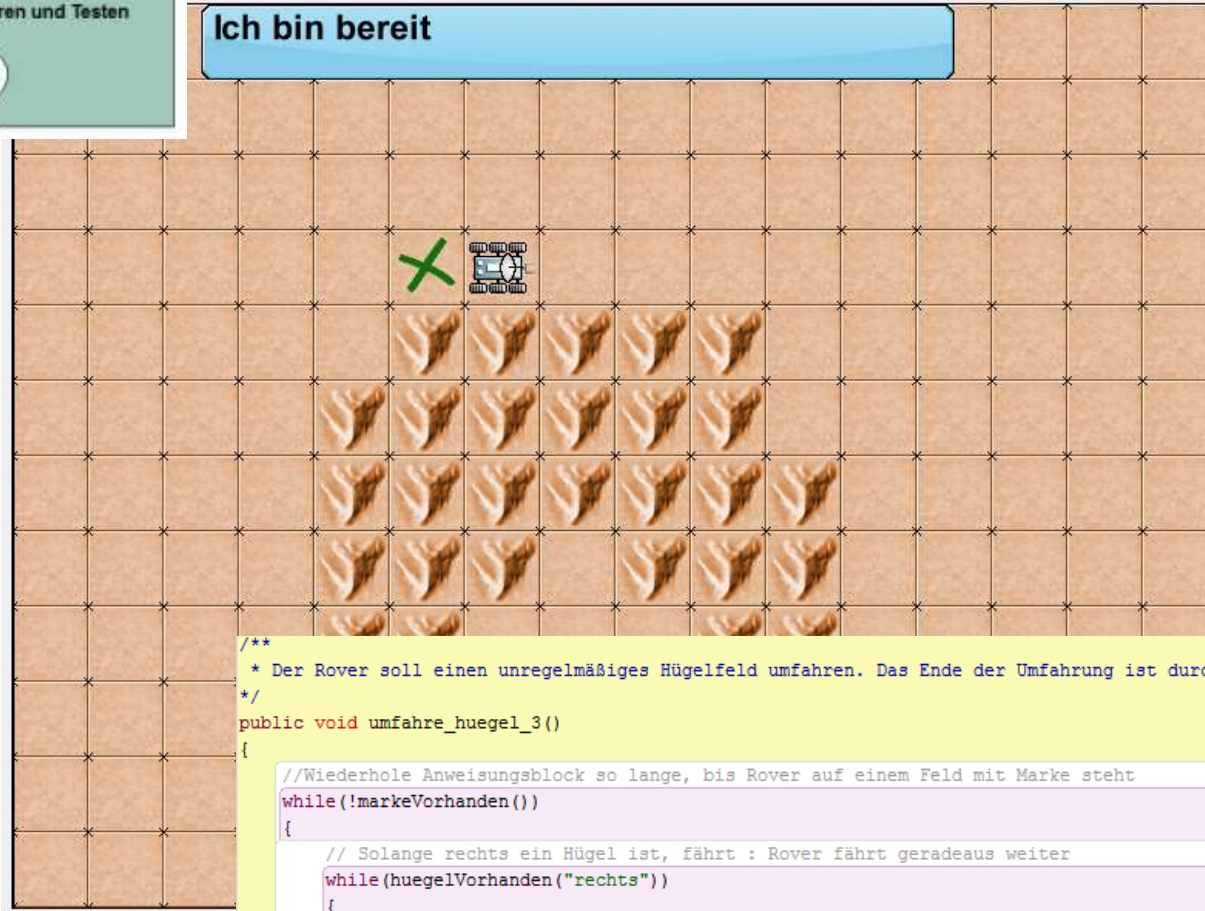 und Testen
Ich bin bereit
/**
* Der Rover soll einen unregelmäßiges Hügelfeld umfahren. Das Ende der Umfahrung ist
*/
public void umfahre_huegel_3()
{
//Wiederhole Anweisungsblock so lange, bis Rover auf einem Feld mit Marke steht
while(!markeVorhanden())
{
// Solange rechts ein Hügel ist, fährt : Rover fährt geradeaus weiter
while(huegelVorhanden("rechts"))
{